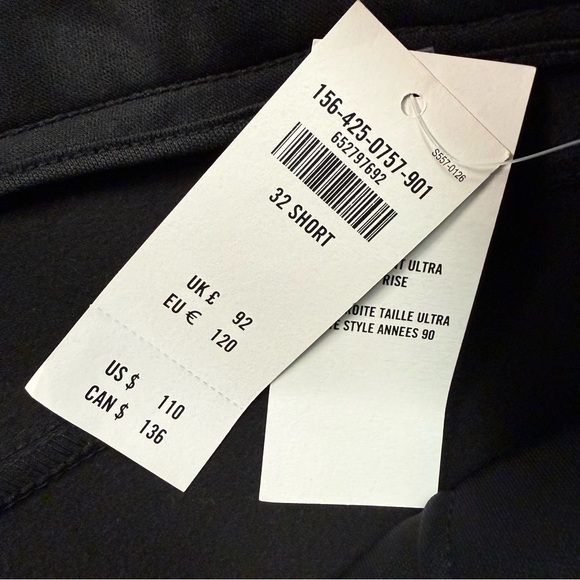 156-425-0757-901
652797692
32 SHORT
UK £ 92
EU € 120
US $ 110
CAN $ 136
S557-0126
ULTRA
RISE
TAILLE ULTRA
STYLE ANNEES 90